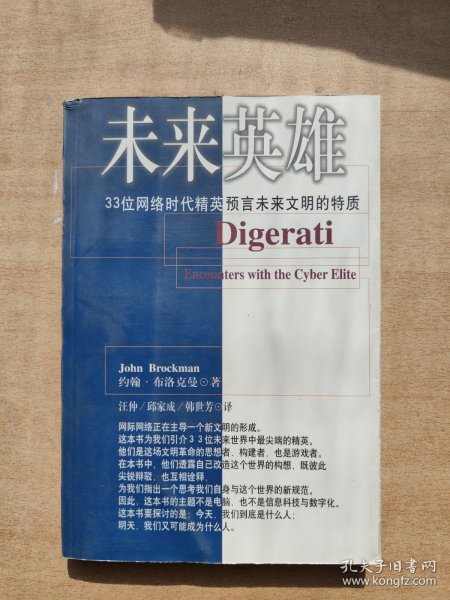 未来英雄
33位网络时代精英预言未来文明的特质
Digerati
Encounters with the Cyber Elite
John Brockman
约翰·布洛克曼⊙著
汪仲/邱家成/韩世芳⊙译
网际网络正在主导一个新文明的形成。
这本书为我们引介33位未来世界中最尖端的精英。
他们是这场文明革命的思想者、构建者、也是游戏者。
在本书中，他们透露自己改造这个世界的构想，既彼此
尖锐辩驳，也互相诠释，
为我们指出一个思考我们自身与这个世界的新规范。
因此，这本书的主题不是电脑，也不是信息科技与数字化。
这本书要探讨的是：今天，我们到底是什么人；
明天，我们又可能成为什么人。
孔夫子旧书网
www.kongfz.com